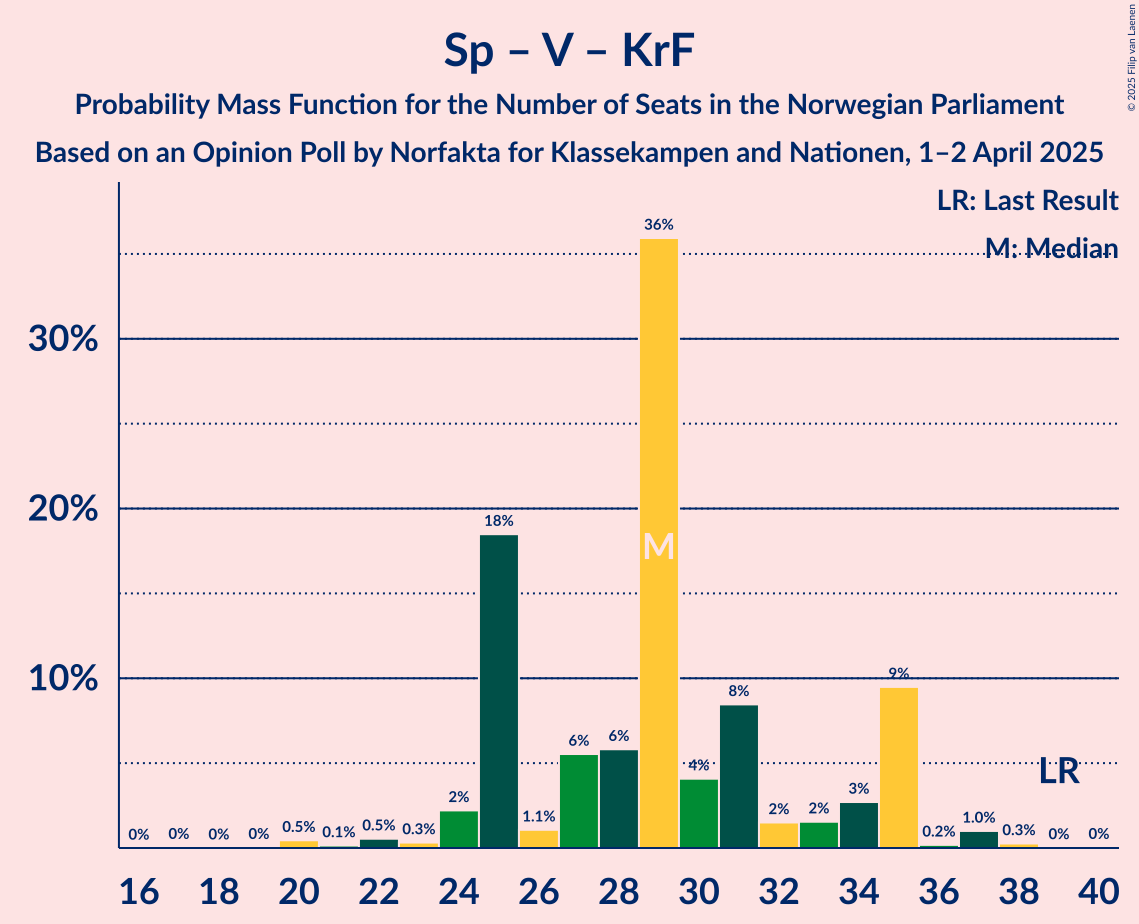 Sp – V – KrF
Probability Mass Function for the Number of Seats in the Norwegian Parliament
Based on an Opinion Poll by Norfakta for Klassekampen and Nationen, 1–2 April 2025
© 2025 Filip van Laenen
LR: Last Result
M: Median
30%
20%
10%
0% 0% 0% 0% 0.5% 0.1% 0.5% 0.3% 2% 18% 1.1% 6% 6% 36% 4% 8% 2% 2% 3% 9% 0.2% 1.0% 0.3% 0% 0%
M
LR
16 18 20 22 24 26 28 30 32 34 36 38 40